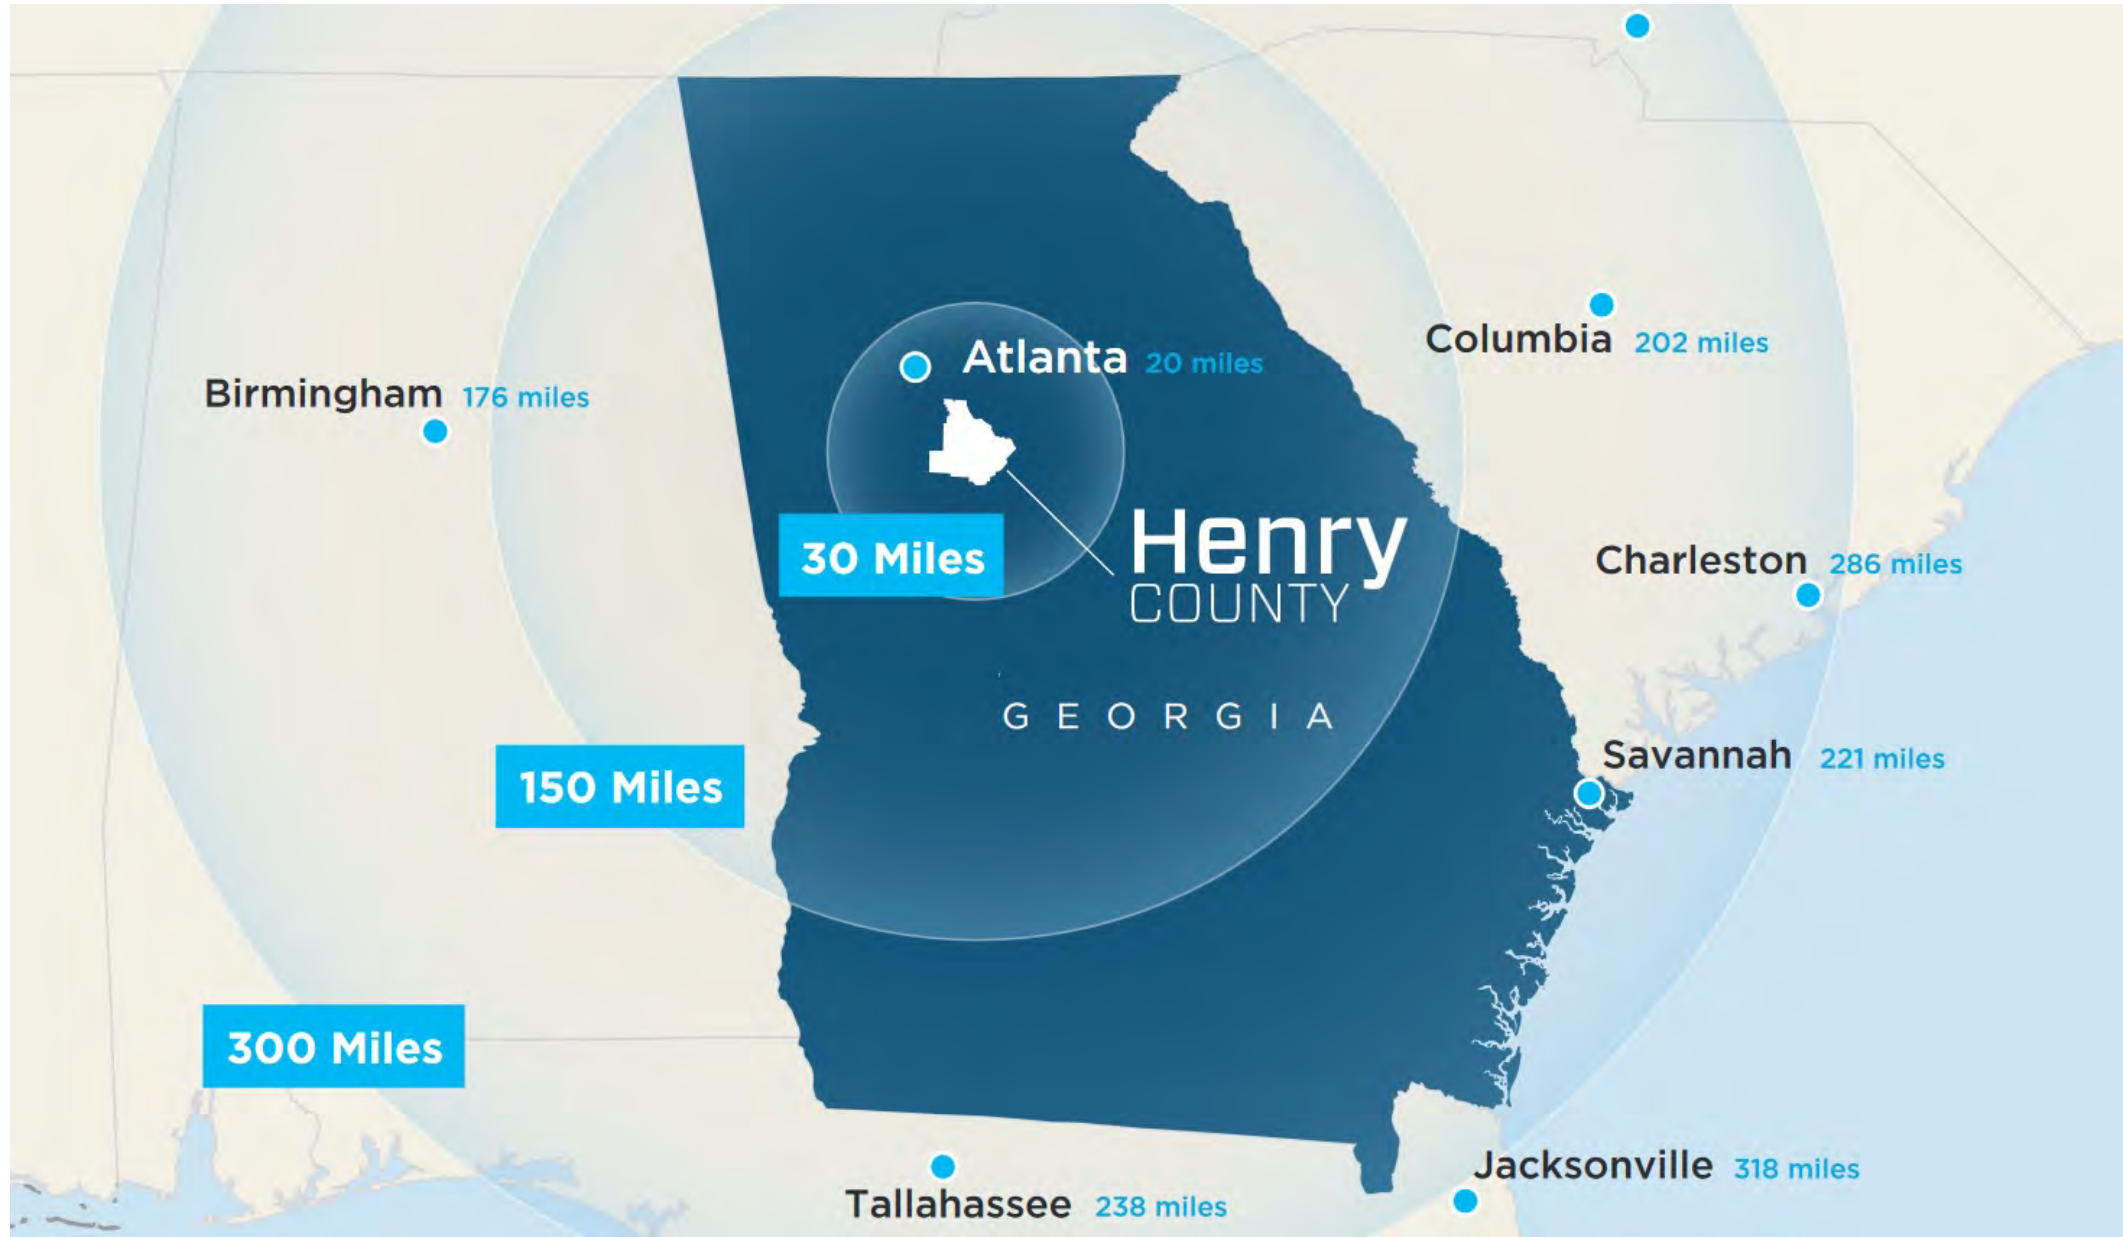 Atlanta 20 miles
Columbia 202 miles
Birmingham 176 miles
30 Miles
Henry
COUNTY
Charleston 286 miles
GEORGIA
Savannah 221 miles
150 Miles
300 Miles
Jacksonville 318 miles
Tallahassee 238 miles